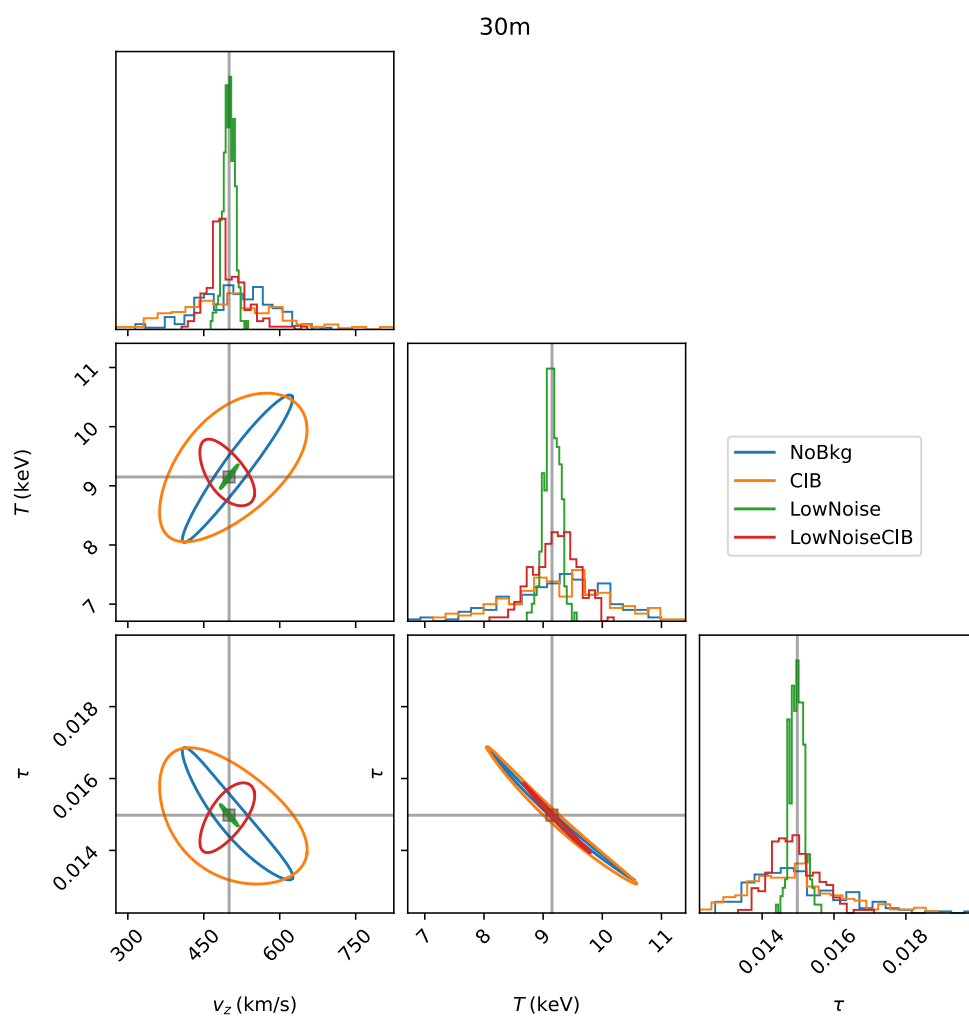 30m
11
10
9
8
7
T (keV)
NoBkg
CIB
LowNoise
LowNoiseCIB
0.018
0.016
0.014
τ
τ
300
450
600
750
7
8
9
10
11
0.014
0.016
0.018
v_z (km/s)
T (keV)
τ